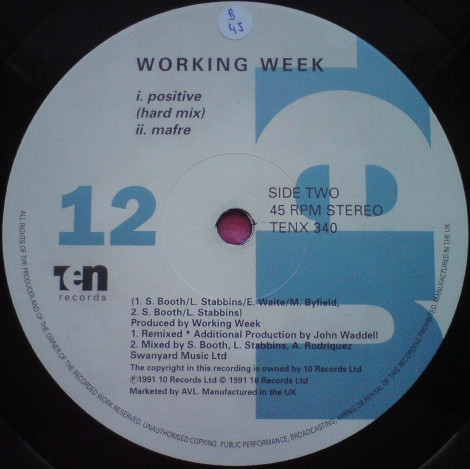 B
45
WORKING WEEK
i. positive
(hard mix)
ii. mafre
12
SIDE TWO
45 RPM STEREO
TENX 340
Ten
records
(1. S. Booth/L. Stabbins/E. Waite/M. Byfield,
2. S. Booth/L. Stabbins)
Produced by Working Week
1. Remixed * Additional Production by John Waddell
2. Mixed by S. Booth, L. Stabbins, A. Rodriquez
Swanyard Music Ltd
The copyright in this recording is owned by 10 Records Ltd
℗1991 10 Records Ltd © 1991 10 Records Ltd
Marketed by AVL. Manufactured in the UK
ALL RIGHTS OF THE PRODUCER AND OF THE OWNER OF THE RECORDED WORK RESERVED. UNAUTHORISED COPYING, PUBLIC PERFORMANCE, BROADCASTING, HIRING OR RENTAL OF THIS RECORDING PROHIBITED. MANUFACTURED IN THE UK